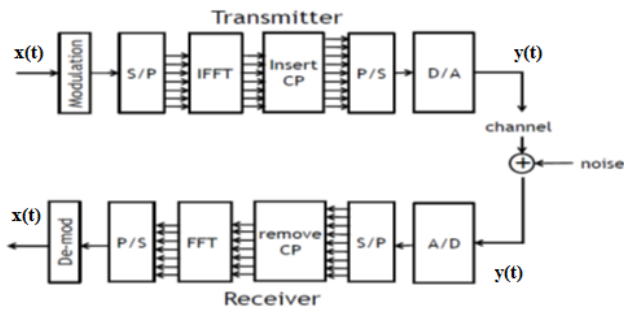 Transmitter
x(t)
Modulation
S/P
IFFT
Insert
CP
P/S
D/A
y(t)
channel
+
noise
x(t)
De-mod
P/S
FFT
remove
CP
S/P
A/D
y(t)
Receiver